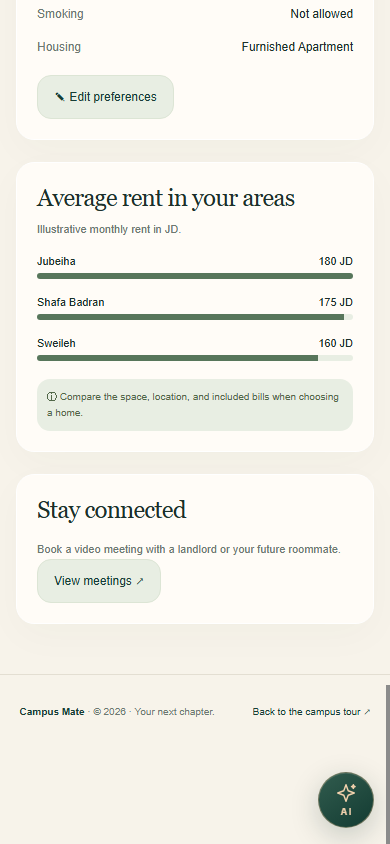 Smoking Not allowed
Housing Furnished Apartment
✎ Edit preferences
Average rent in your areas
Illustrative monthly rent in JD.
Jubeiha 180 JD
Shafa Badran 175 JD
Sweileh 160 JD
ⓘ Compare the space, location, and included bills when choosing
a home.
Stay connected
Book a video meeting with a landlord or your future roommate.
View meetings ↗
Campus Mate · © 2026 · Your next chapter. Back to the campus tour ↗
AI